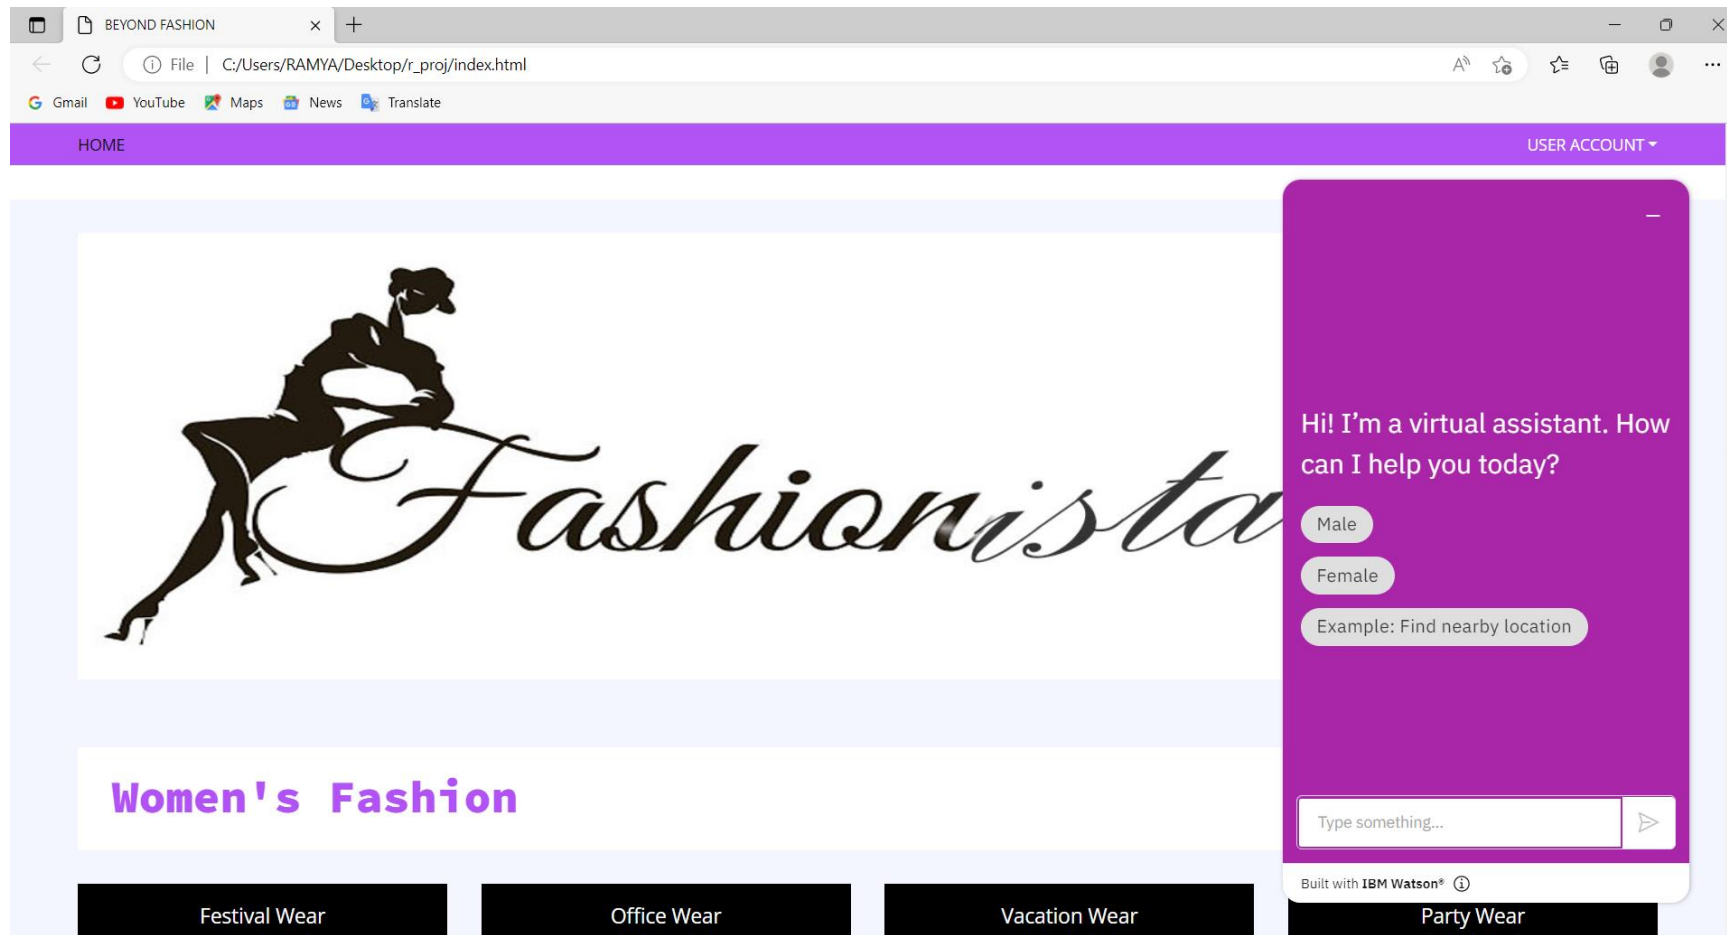 BEYOND FASHION
File | C:/Users/RAMYA/Desktop/r_proj/index.html
Gmail YouTube Maps News Translate
HOME USER ACCOUNT
Fashionista
Hi! I’m a virtual assistant. How
can I help you today?
Male
Female
Example: Find nearby location
Type something...
Built with IBM Watson®
Women's Fashion
Festival Wear Office Wear Vacation Wear Party Wear